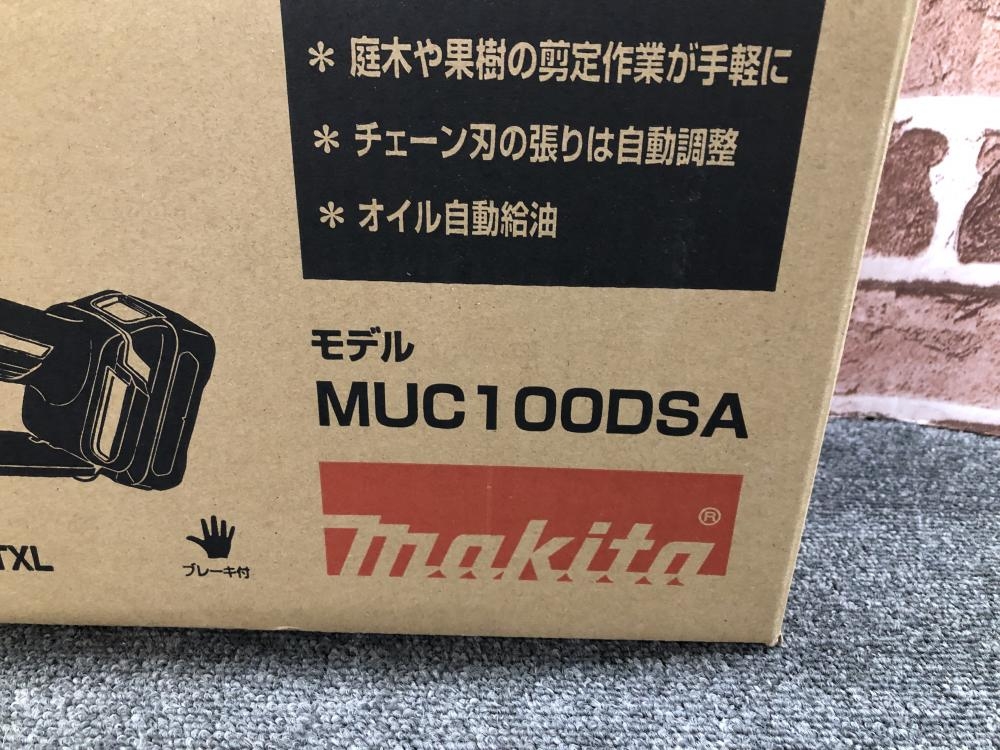 * 庭木や果樹の剪定作業が手軽に
* チェーン刃の張りは自動調整
* オイル自動給油
モデル
MUC100DSA
makita®
TXL
ブレーキ付